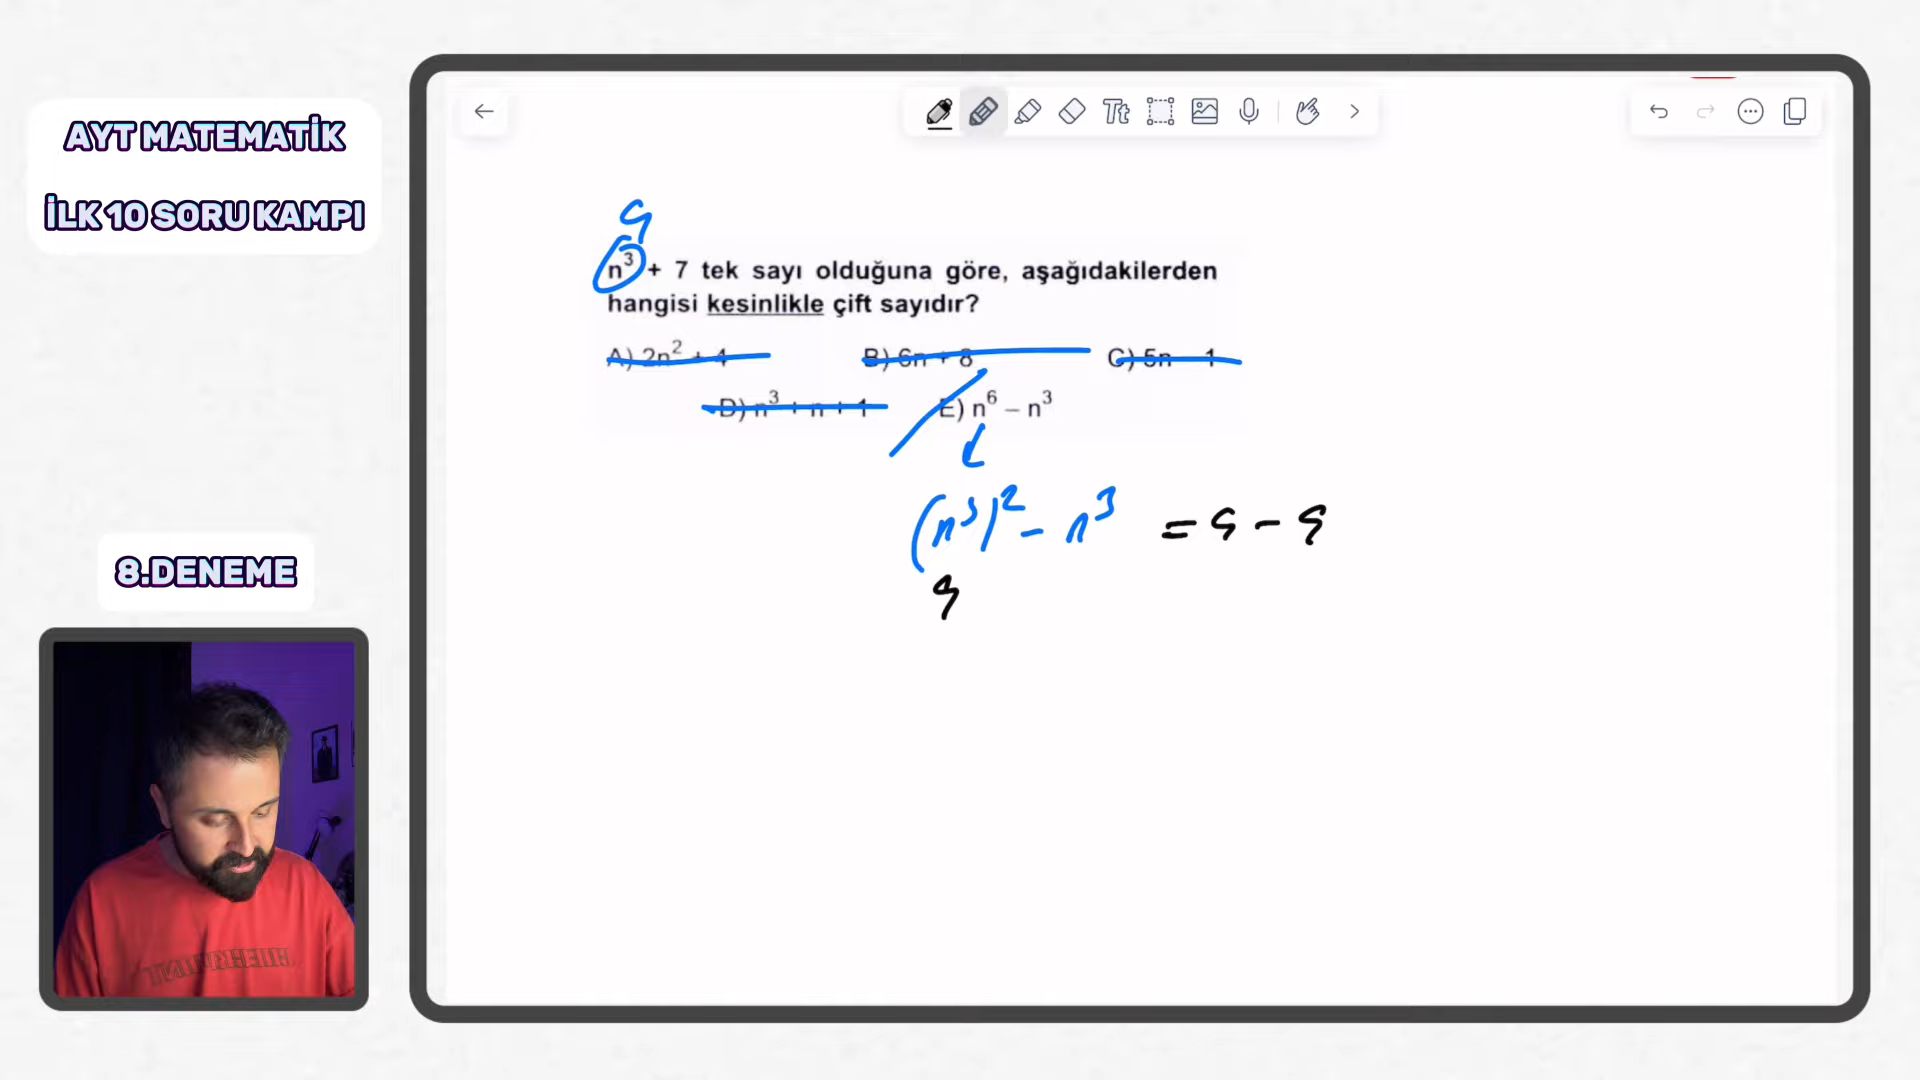 AYT MATEMATİK
İLK 10 SORU KAMPI
Tt
ç
n³ + 7 tek sayı olduğuna göre, aşağıdakilerden
hangisi kesinlikle çift sayıdır?
A) 2n² + 4 B) 6n + 8 C) 5n - 1
D) n³ + n + 1 E) n⁶ – n³
(n³)² - n³ = ç - ç
ç
8.DENEME